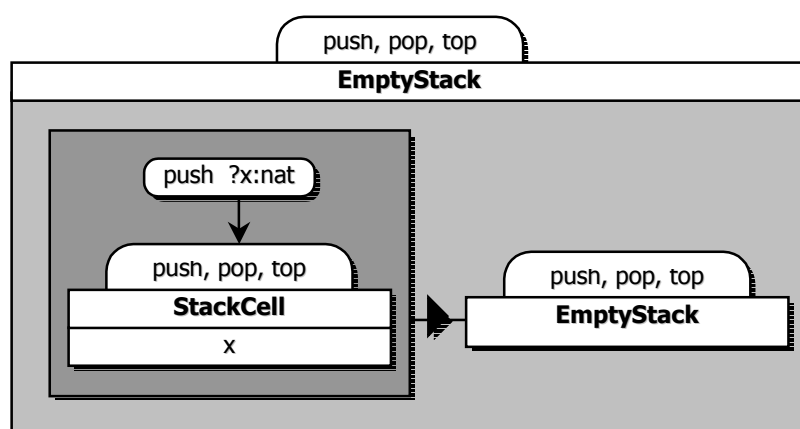 push, pop, top
EmptyStack
push ?x:nat
push, pop, top
StackCell
x
push, pop, top
EmptyStack